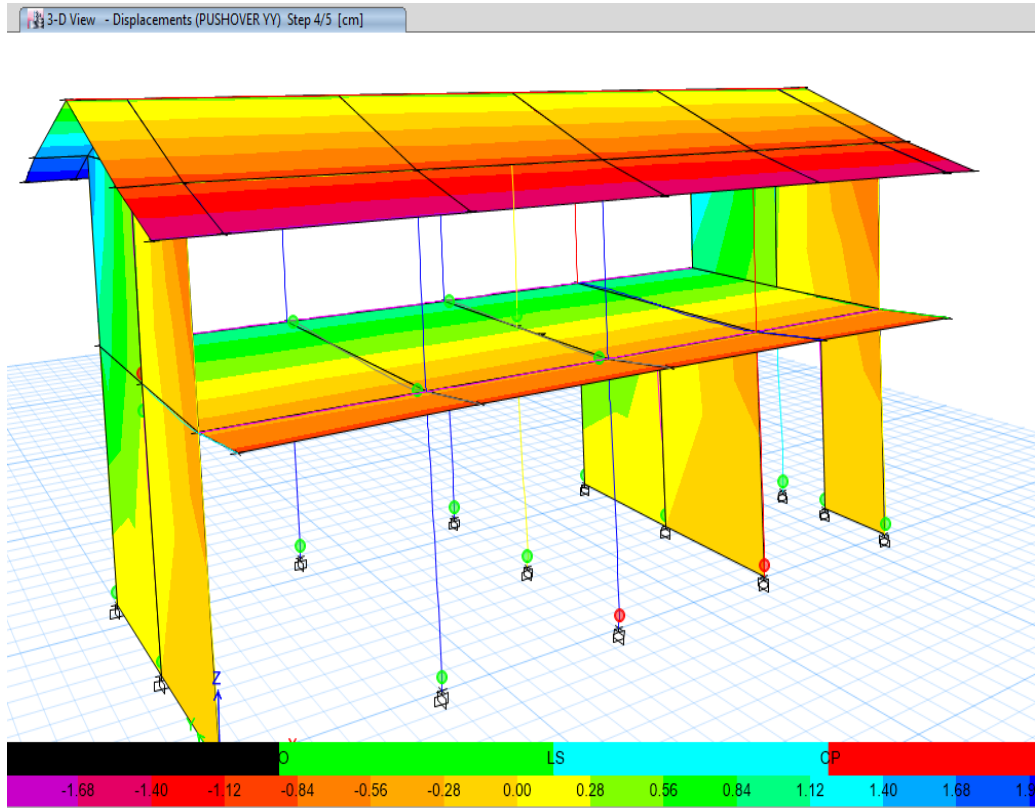 3-D View - Displacements (PUSHOVER YY) Step 4/5 [cm]
Z
Y
O LS CP
-1.68 -1.40 -1.12 -0.84 -0.56 -0.28 0.00 0.28 0.56 0.84 1.12 1.40 1.68